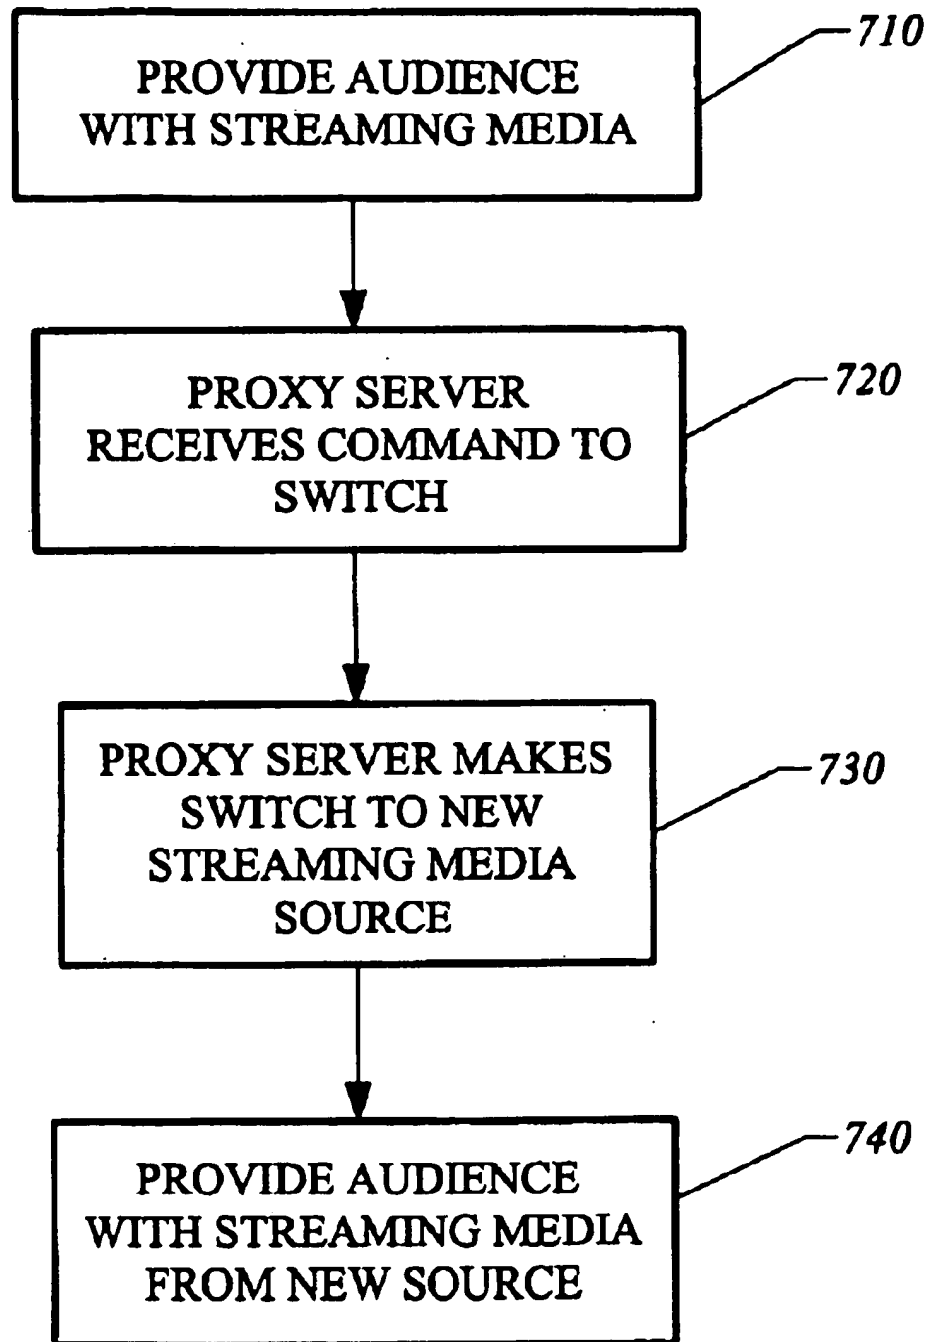 710
PROVIDE AUDIENCE
WITH STREAMING MEDIA
720
PROXY SERVER
RECEIVES COMMAND TO
SWITCH
730
PROXY SERVER MAKES
SWITCH TO NEW
STREAMING MEDIA
SOURCE
740
PROVIDE AUDIENCE
WITH STREAMING MEDIA
FROM NEW SOURCE